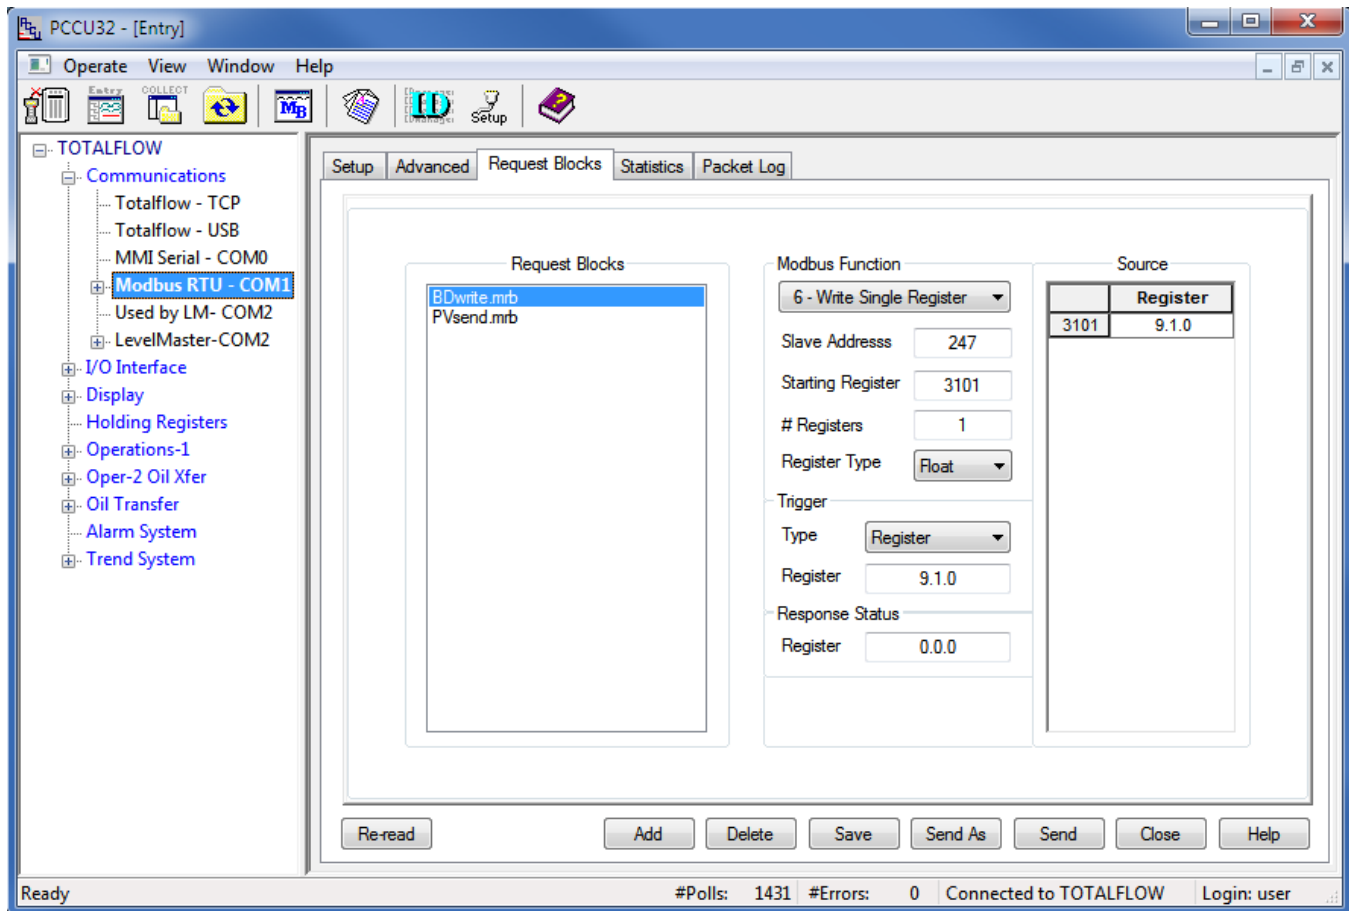 PCCU32 - [Entry]
Operate View Window Help
Entry COLLECT MB ID Setup
TOTALFLOW
Communications
Totalflow - TCP
Totalflow - USB
MMI Serial - COM0
Modbus RTU - COM1
Used by LM- COM2
LevelMaster-COM2
I/O Interface
Display
Holding Registers
Operations-1
Oper-2 Oil Xfer
Oil Transfer
Alarm System
Trend System
Setup Advanced Request Blocks Statistics Packet Log
Request Blocks
BDwrite.mrb
PVsend.mrb
Modbus Function
6 - Write Single Register
Slave Addresss 247
Starting Register 3101
# Registers 1
Register Type Float
Trigger
Type Register
Register 9.1.0
Response Status
Register 0.0.0
Source
Register
3101 9.1.0
Re-read Add Delete Save Send As Send Close Help
Ready #Polls: 1431 #Errors: 0 Connected to TOTALFLOW Login: user